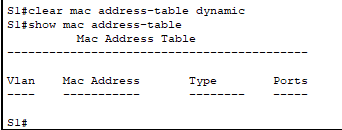 S1#clear mac address-table dynamic
S1#show mac address-table
Mac Address Table
-------------------------------------------
Vlan Mac Address Type Ports
---- ----------- -------- -----
S1#